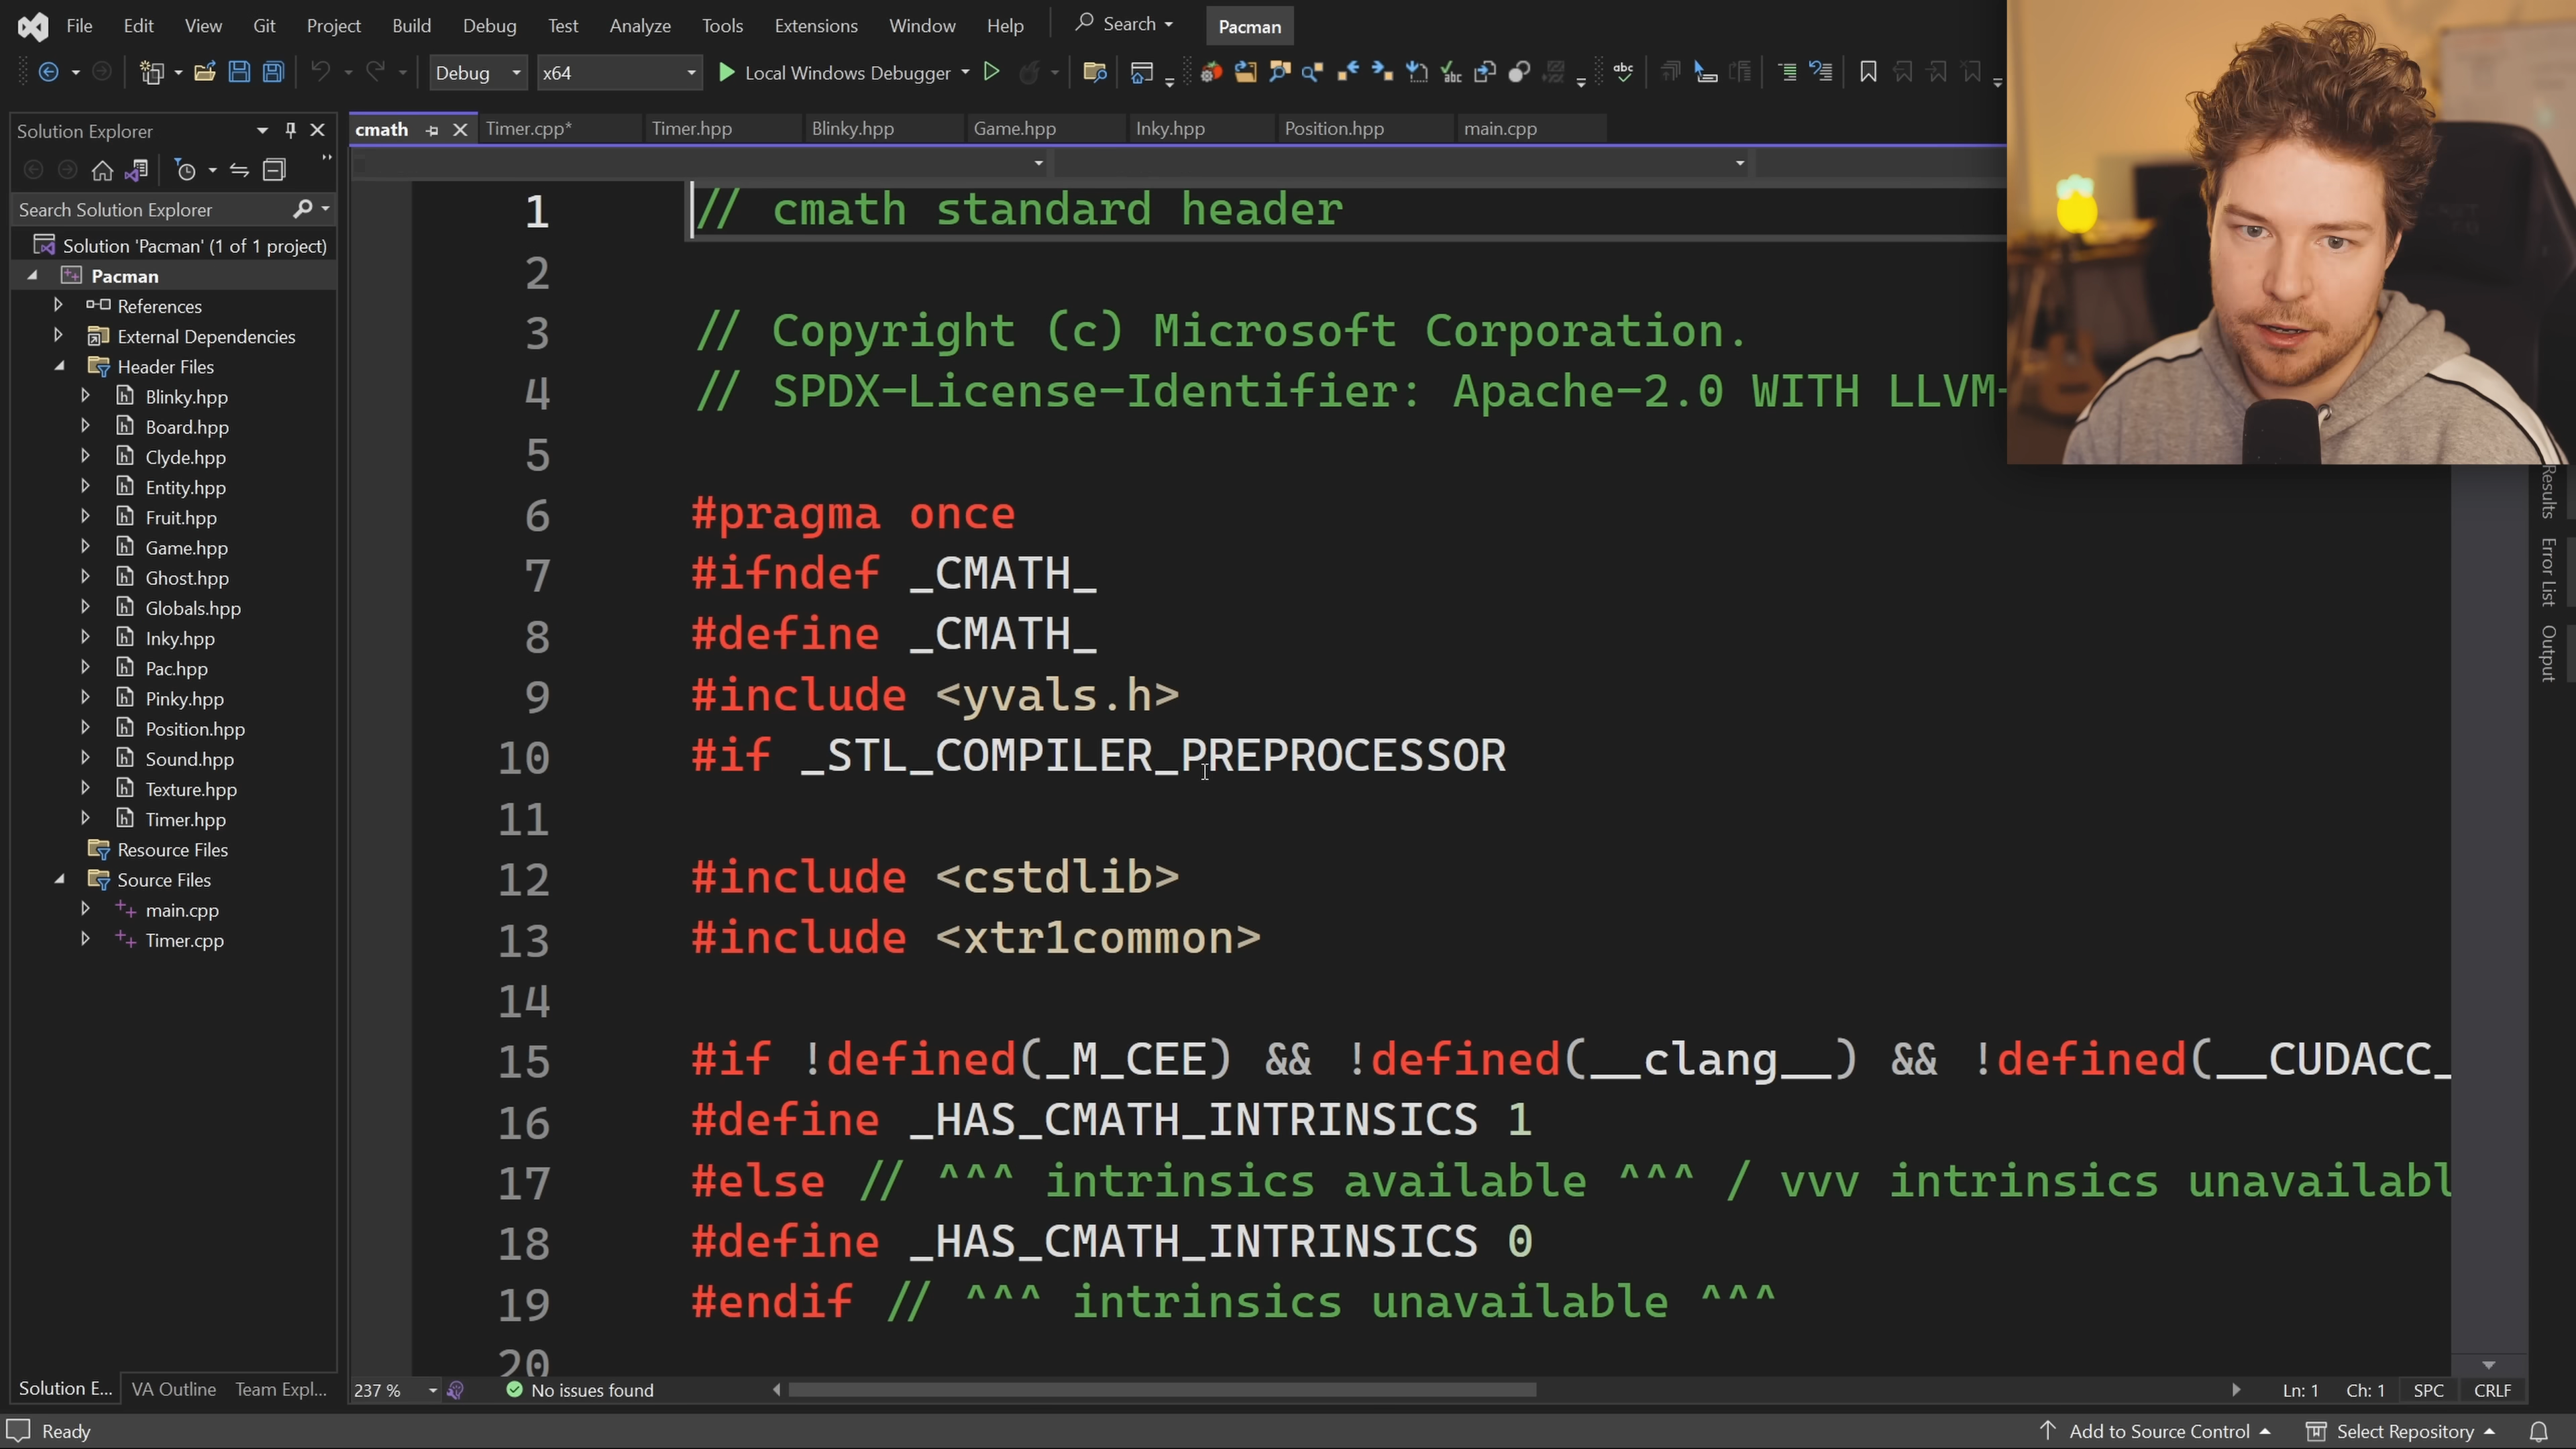 File Edit View Git Project Build Debug Test Analyze Tools Extensions Window Help Search Pacman
Debug x64 Local Windows Debugger
Solution Explorer
Search Solution Explorer
Solution 'Pacman' (1 of 1 project)
Pacman
References
External Dependencies
Header Files
Blinky.hpp
Board.hpp
Clyde.hpp
Entity.hpp
Fruit.hpp
Game.hpp
Ghost.hpp
Globals.hpp
Inky.hpp
Pac.hpp
Pinky.hpp
Position.hpp
Sound.hpp
Texture.hpp
Timer.hpp
Resource Files
Source Files
main.cpp
Timer.cpp
Solution E... VA Outline Team Expl...
cmath Timer.cpp* Timer.hpp Blinky.hpp Game.hpp Inky.hpp Position.hpp main.cpp
1 // cmath standard header
2
3 // Copyright (c) Microsoft Corporation.
4 // SPDX-License-Identifier: Apache-2.0 WITH LLVM-
5
6 #pragma once
7 #ifndef _CMATH_
8 #define _CMATH_
9 #include <yvals.h>
10 #if _STL_COMPILER_PREPROCESSOR
11
12 #include <cstdlib>
13 #include <xtr1common>
14
15 #if !defined(_M_CEE) && !defined(__clang__) && !defined(__CUDACC_
16 #define _HAS_CMATH_INTRINSICS 1
17 #else // ^^^ intrinsics available ^^^ / vvv intrinsics unavailabl
18 #define _HAS_CMATH_INTRINSICS 0
19 #endif // ^^^ intrinsics unavailable ^^^
20
237 % No issues found Ln: 1 Ch: 1 SPC CRLF
Results
Error List
Output
Ready Add to Source Control Select Repository